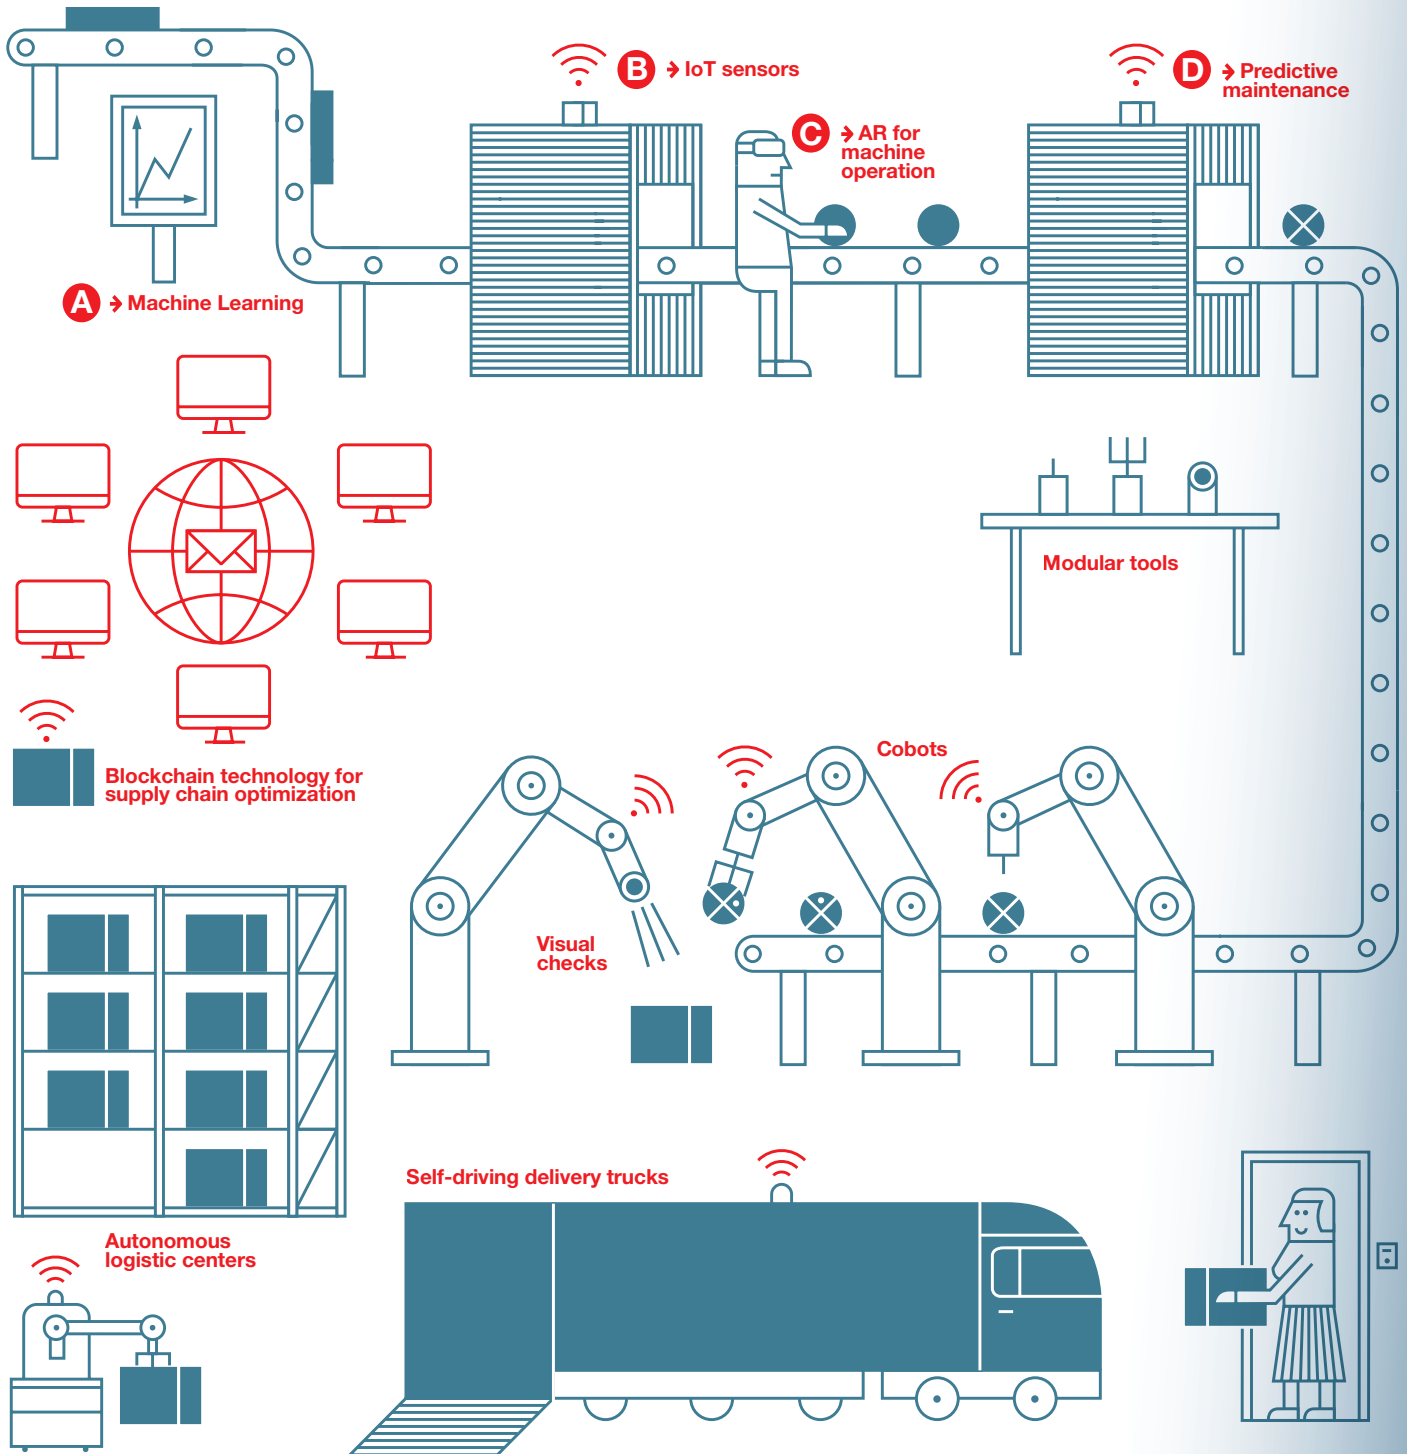 B → IoT sensors
D → Predictive
maintenance
C → AR for
machine
operation
A → Machine Learning
Modular tools
Blockchain technology for
supply chain optimization
Cobots
Visual
checks
Self-driving delivery trucks
Autonomous
logistic centers